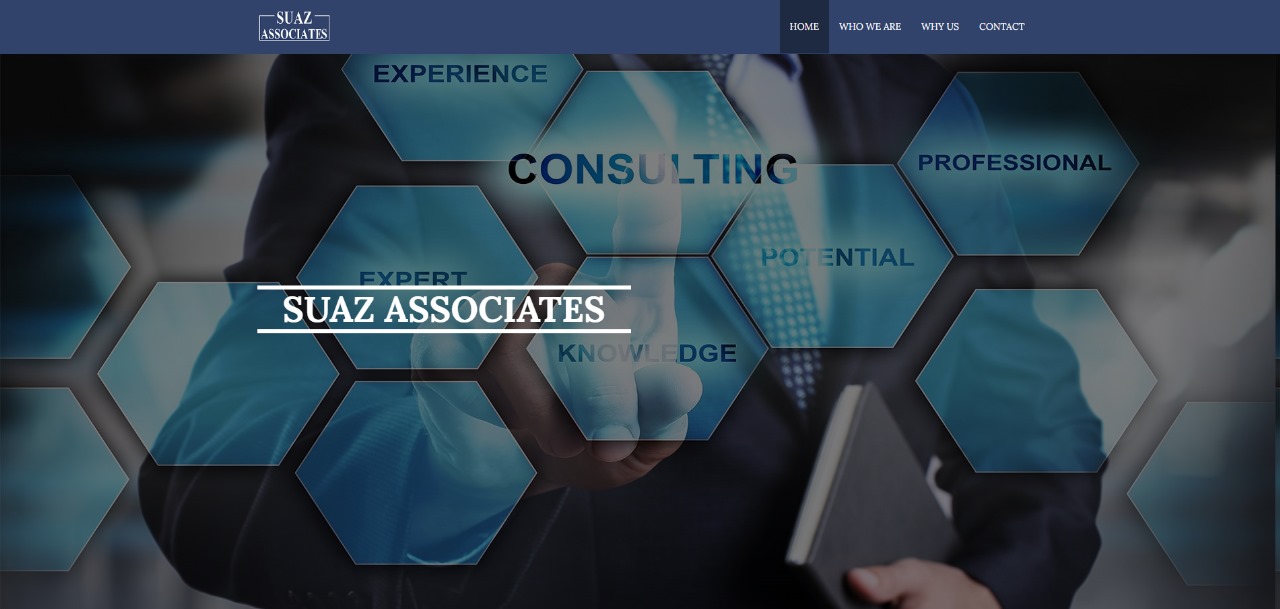 SUAZ
ASSOCIATES
HOME WHO WE ARE WHY US CONTACT
EXPERIENCE
CONSULTING
PROFESSIONAL
POTENTIAL
EXPERT
SUAZ ASSOCIATES
KNOWLEDGE